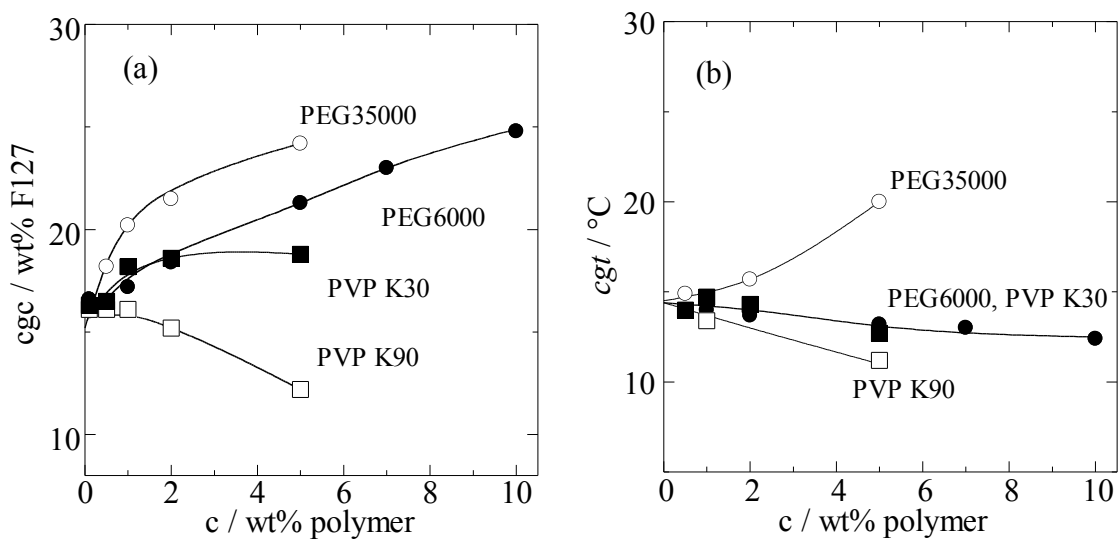 30
(a)
PEG35000
cgc / wt% F127
20
PEG6000
PVP K30
PVP K90
10
0 2 4 6 8 10
c / wt% polymer
30
(b)
PEG35000
cgt / °C
20
PEG6000, PVP K30
10
PVP K90
0 2 4 6 8 10
c / wt% polymer